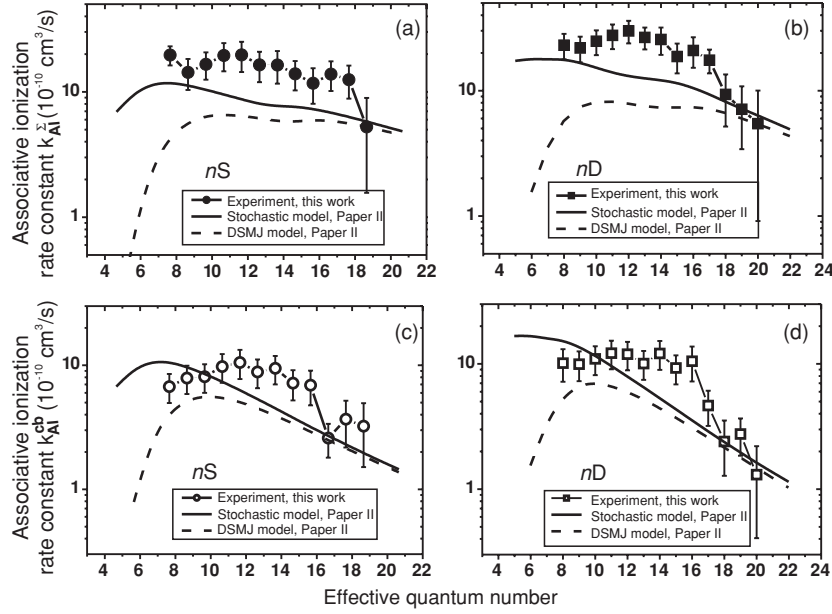 (a)
(b)
10
10
1
1
nS
nD
Experiment, this work
Stochastic model, Paper II
DSMJ model, Paper II
Experiment, this work
Stochastic model, Paper II
DSMJ model, Paper II
4 6 8 10 12 14 16 18 20 22
4 6 8 10 12 14 16 18 20 22 24
Associative ionization
rate constant k_AI^Σ (10⁻¹⁰ cm³/s)
(c)
(d)
10
10
1
1
nS
nD
Experiment, this work
Stochastic model, Paper II
DSMJ model, Paper II
Experiment, this work
Stochastic model, Paper II
DSMJ model, Paper II
4 6 8 10 12 14 16 18 20 22
4 6 8 10 12 14 16 18 20 22 24
Associative ionization
rate constant k_AI^cb (10⁻¹⁰ cm³/s)
Effective quantum number